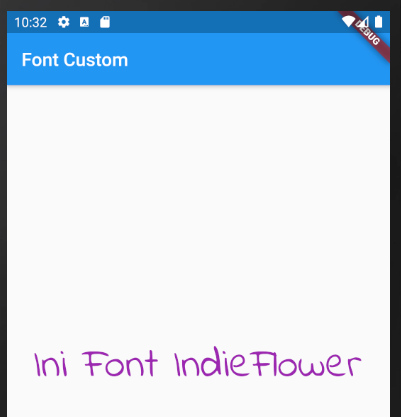 10:32
DEBUG
Font Custom
Ini Font IndieFlower